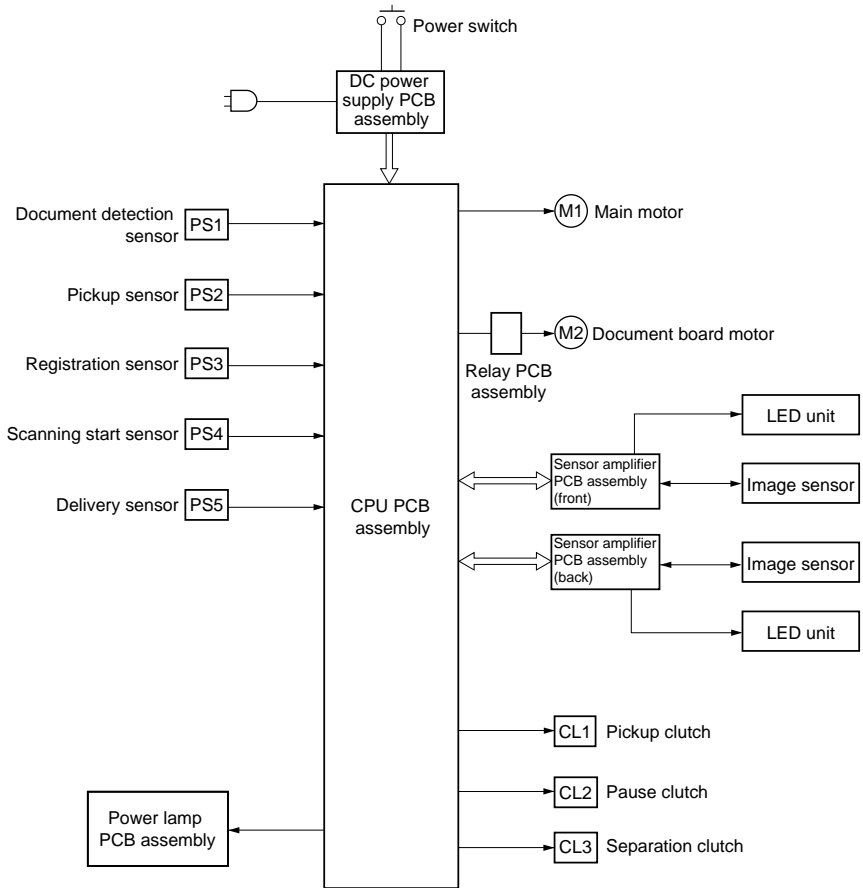 Power switch
DC power
supply PCB
assembly
Document detection
sensor
PS1
Pickup sensor
PS2
Registration sensor
PS3
Scanning start sensor
PS4
Delivery sensor
PS5
CPU PCB
assembly
M1
Main motor
M2
Document board motor
Relay PCB
assembly
LED unit
Sensor amplifier
PCB assembly
(front)
Image sensor
Sensor amplifier
PCB assembly
(back)
Image sensor
LED unit
CL1
Pickup clutch
CL2
Pause clutch
CL3
Separation clutch
Power lamp
PCB assembly